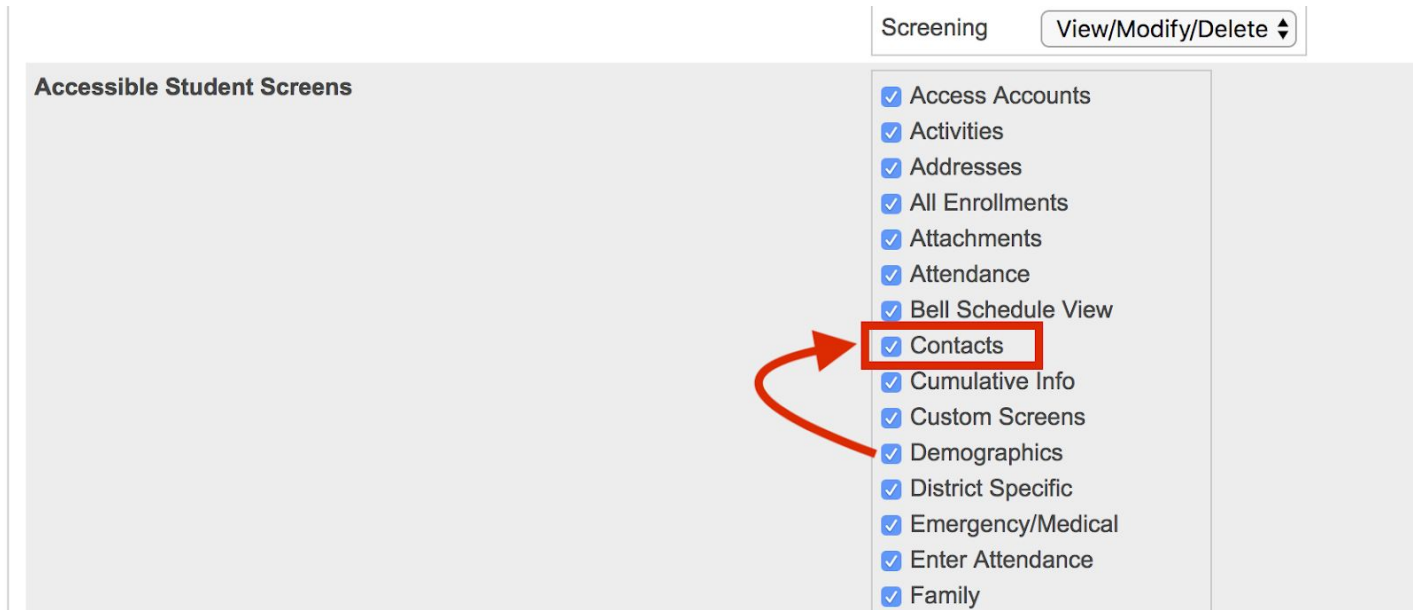 Screening View/Modify/Delete
Accessible Student Screens
Access Accounts
Activities
Addresses
All Enrollments
Attachments
Attendance
Bell Schedule View
Contacts
Cumulative Info
Custom Screens
Demographics
District Specific
Emergency/Medical
Enter Attendance
Family